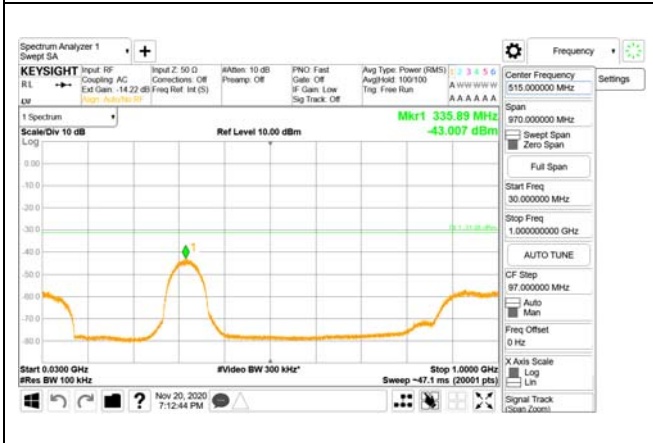 Spectrum Analyzer 1
Swept SA
Frequency
KEYSIGHT
Input: RF
Input Z: 50 Ω
#Atten: 10 dB
PNO: Fast
Avg Type: Power (RMS)
1 2 3 4 5 6
RL
Coupling: AC
Corrections: Off
Preamp: Off
Gate: Off
Avg|Hold: 100/100
A W W W W W
Ext Gain: -14.22 dB
Freq Ref: Int (S)
IF Gain: Low
Trig: Free Run
Align: Auto/No RF
Sig Track: Off
A A A A A A
1 Spectrum
Mkr1 335.89 MHz
Scale/Div 10 dB
Ref Level 10.00 dBm
-43.007 dBm
Log
0.00
-10.0
-20.0
-30.0
-40.0
1
-50.0
-60.0
-70.0
-80.0
Start 0.0300 GHz
#Video BW 300 kHz*
Stop 1.0000 GHz
#Res BW 100 kHz
Sweep ~47.1 ms (20001 pts)
Nov 20, 2020
7:12:44 PM
Center Frequency
515.000000 MHz
Settings
Span
970.000000 MHz
Swept Span
Zero Span
Full Span
Start Freq
30.000000 MHz
Stop Freq
1.000000000 GHz
AUTO TUNE
CF Step
97.000000 MHz
Auto
Man
Freq Offset
0 Hz
X Axis Scale
Log
Lin
Signal Track
(Span Zoom)